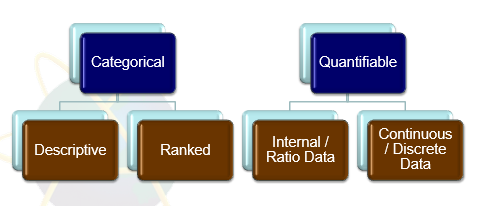 Categorical
Quantifiable
Descriptive
Ranked
Internal /
Ratio Data
Continuous
/ Discrete
Data